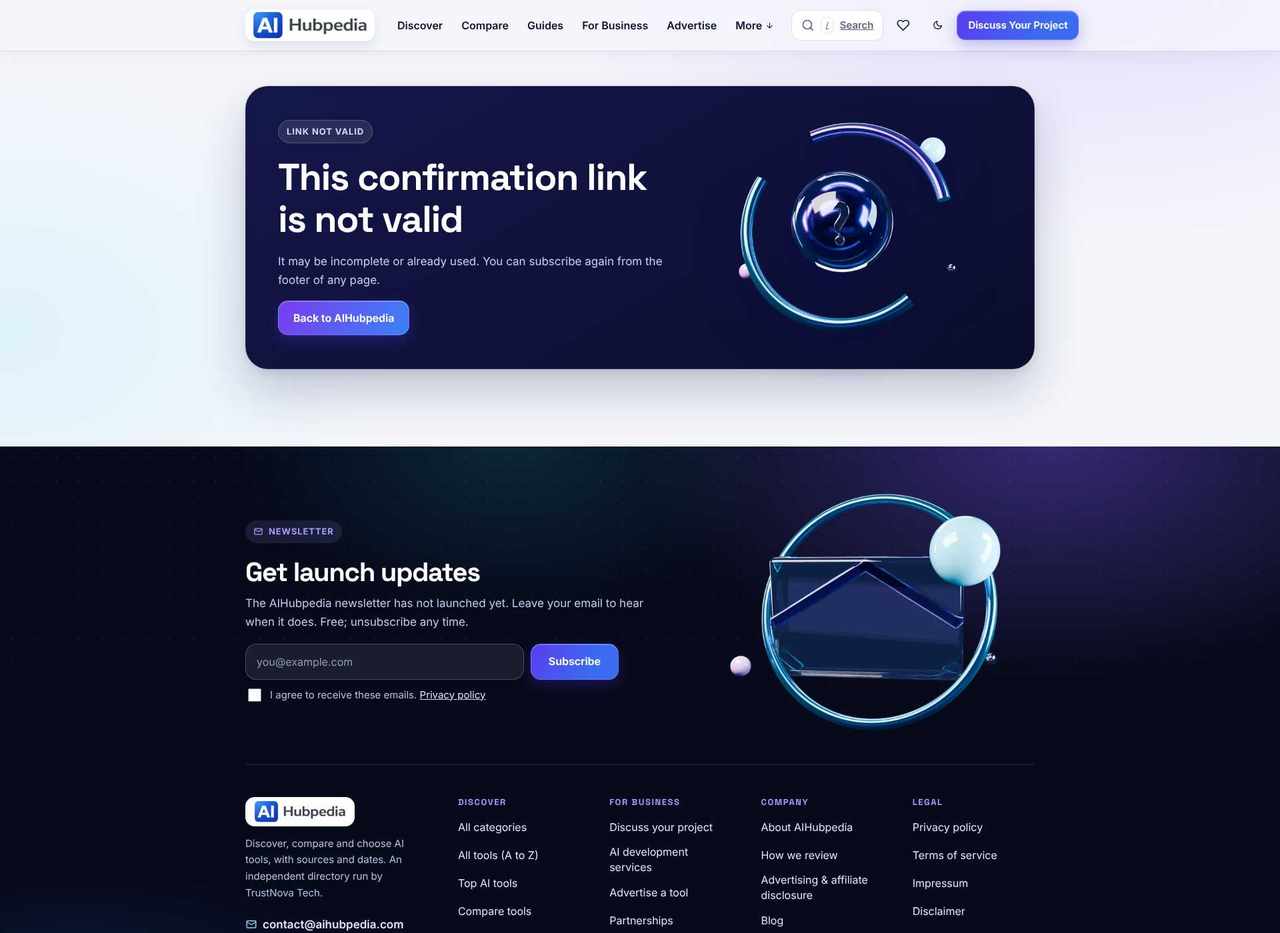 AI Hubpedia
Discover Compare Guides For Business Advertise More ↓
/ Search
Discuss Your Project
LINK NOT VALID
This confirmation link
is not valid
It may be incomplete or already used. You can subscribe again from the
footer of any page.
Back to AIHubpedia
?
NEWSLETTER
Get launch updates
The AIHubpedia newsletter has not launched yet. Leave your email to hear
when it does. Free; unsubscribe any time.
you@example.com
Subscribe
I agree to receive these emails. Privacy policy
AI Hubpedia
Discover, compare and choose AI
tools, with sources and dates. An
independent directory run by
TrustNova Tech.
contact@aihubpedia.com
DISCOVER
All categories
All tools (A to Z)
Top AI tools
Compare tools
FOR BUSINESS
Discuss your project
AI development
services
Advertise a tool
Partnerships
COMPANY
About AIHubpedia
How we review
Advertising & affiliate
disclosure
Blog
LEGAL
Privacy policy
Terms of service
Impressum
Disclaimer